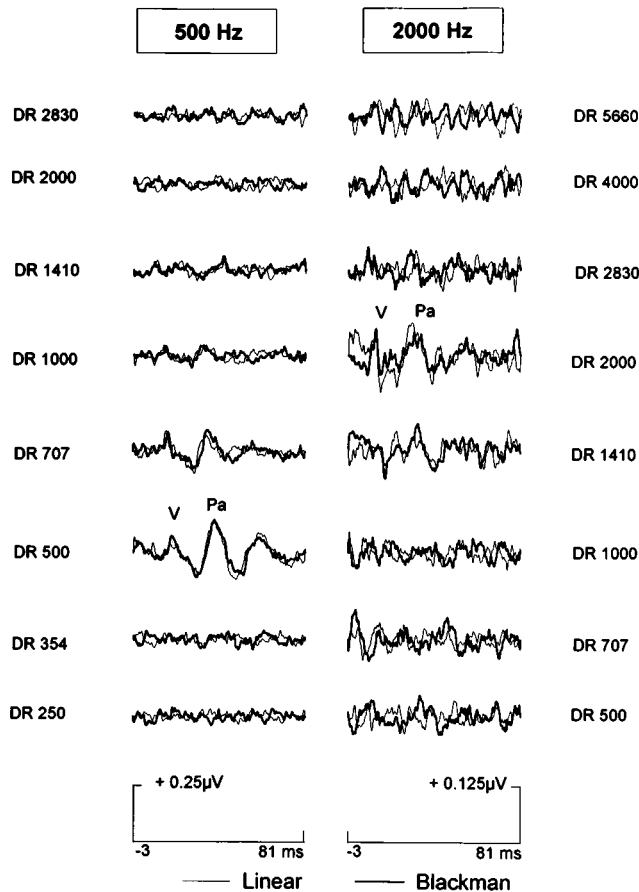 500 Hz 2000 Hz
DR 2830 DR 5660
DR 2000 DR 4000
DR 1410 DR 2830
V Pa
DR 1000 DR 2000
DR 707 DR 1410
V Pa
DR 500 DR 1000
DR 354 DR 707
DR 250 DR 500
+ 0.25µV + 0.125µV
-3 81 ms -3 81 ms
Linear Blackman